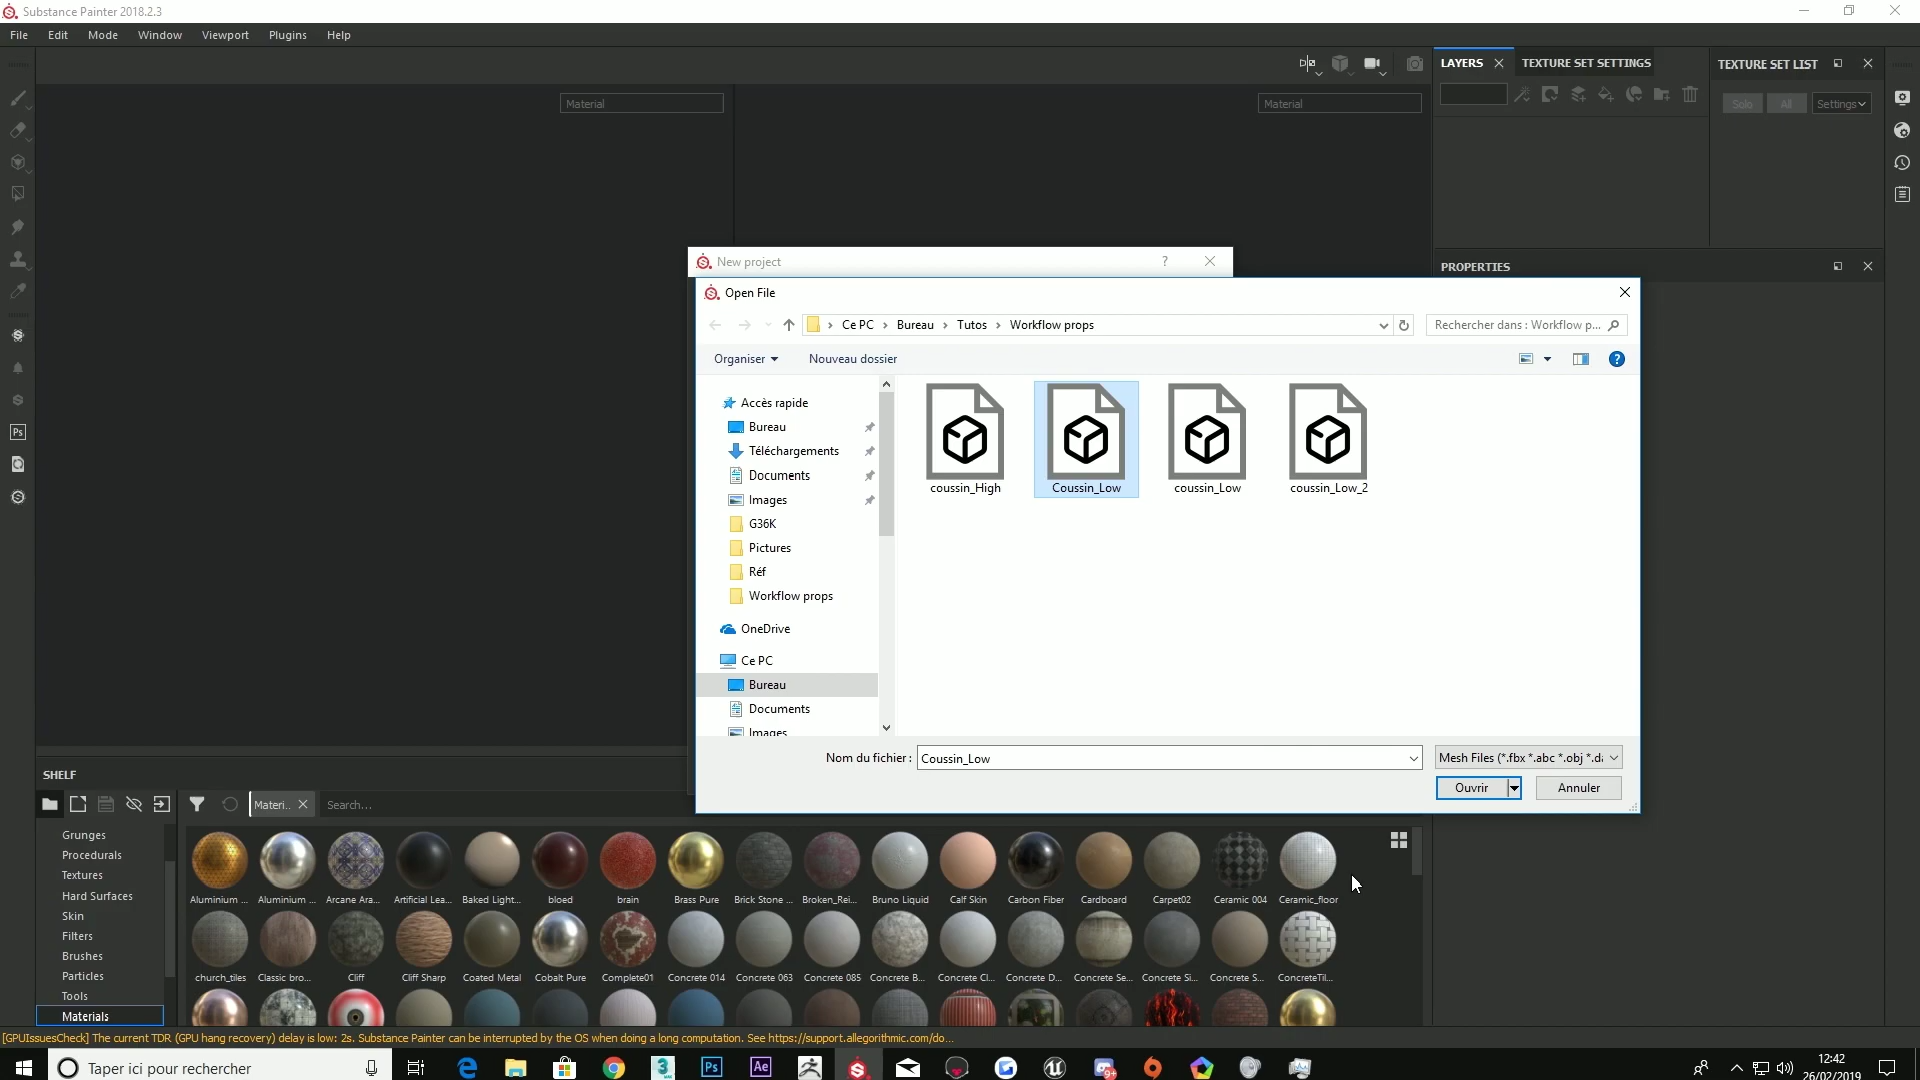 Substance Painter 2018.2.3
File Edit Mode Window Viewport Plugins Help
Material
Material
LAYERS
TEXTURE SET SETTINGS
TEXTURE SET LIST
Solo
All
Settings
PROPERTIES
New project
?
Open File
Ce PC > Bureau > Tutos > Workflow props
Rechercher dans : Workflow p...
Organiser
Nouveau dossier
Accès rapide
Bureau
Téléchargements
Documents
Images
G36K
Pictures
Réf
Workflow props
OneDrive
Ce PC
Bureau
Documents
Images
coussin_High
Coussin_Low
coussin_Low
coussin_Low_2
Nom du fichier :
Coussin_Low
Mesh Files (*.fbx *.abc *.obj *.d
Ouvrir
Annuler
SHELF
Materi..
Search...
Grunges
Procedurals
Textures
Hard Surfaces
Skin
Filters
Brushes
Particles
Tools
Materials
Aluminium ... Aluminium ... Arcane Ara... Artificial Lea... Baked Light... bloed brain Brass Pure Brick Stone ... Broken_Rei... Bruno Liquid Calf Skin Carbon Fiber Cardboard Carpet02 Ceramic 004 Ceramic_floor
church_tiles Classic bro... Cliff Cliff Sharp Coated Metal Cobalt Pure Complete01 Concrete 014 Concrete 063 Concrete 085 Concrete B... Concrete Cl... Concrete D... Concrete Se... Concrete Si... Concrete S... ConcreteTil...
[GPUIssuesCheck] The current TDR (GPU hang recovery) delay is low: 2s. Substance Painter can be interrupted by the OS when doing a long computation. See https://support.allegorithmic.com/do...
Taper ici pour rechercher
Ps
Ae
12:42
26/02/2019